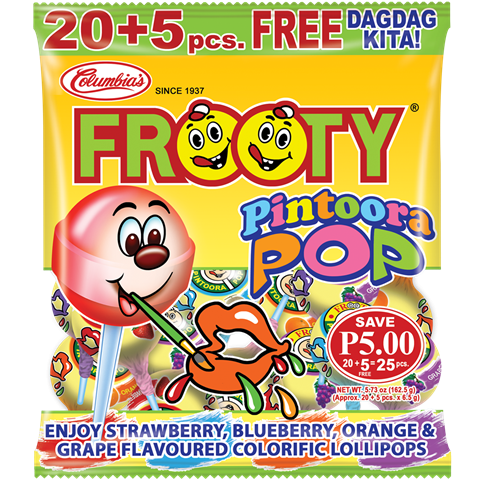 20+5 pcs. FREE DAGDAG KITA!
Columbia's
SINCE 1937
FROOTY®
Pintoora
POP
SAVE
P5.00
20+5=25 pcs.
FREE
NET WT. 5.73 oz (162.5 g)
(Approx. 20 + 5 pcs x 6.5 g)
ENJOY STRAWBERRY, BLUEBERRY, ORANGE &
GRAPE FLAVOURED COLORIFIC LOLLIPOPS